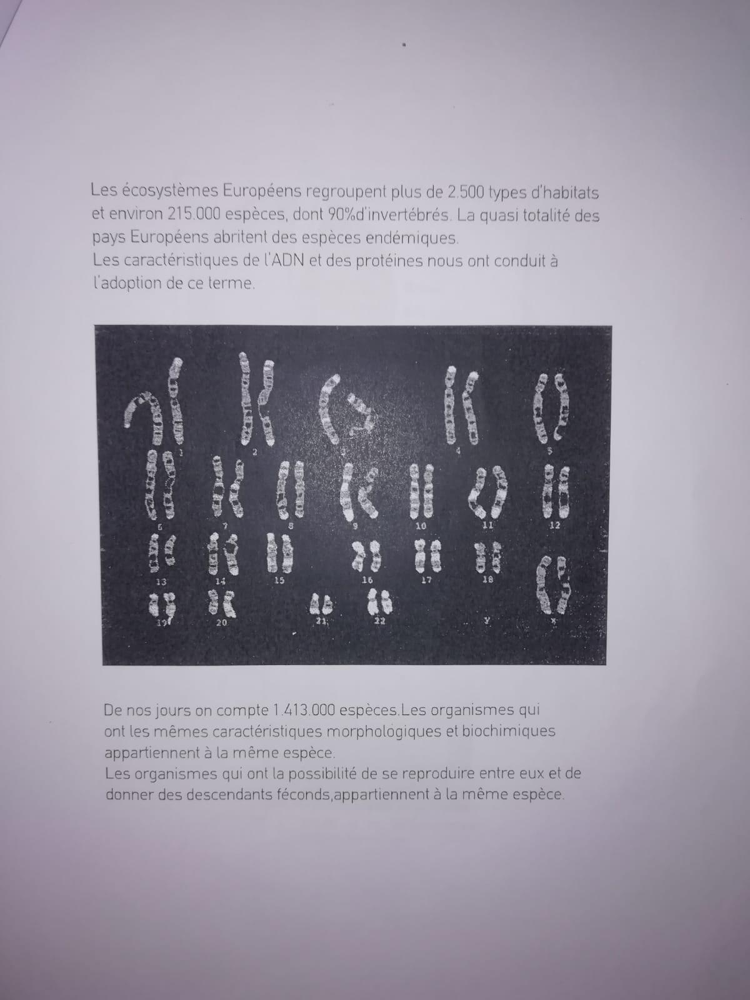 Les écosystèmes Européens regroupent plus de 2.500 types d'habitats
et environ 215.000 espèces, dont 90%d'invertébrés. La quasi totalité des
pays Européens abritent des espèces endémiques.
Les caractéristiques de l'ADN et des protéines nous ont conduit à
l'adoption de ce terme.
1 2 4 5
6 7 8 9 10 11 12
13 14 15 16 17 18
19 20 21 22 Y X
De nos jours on compte 1.413.000 espèces.Les organismes qui
ont les mêmes caractéristiques morphologiques et biochimiques
appartiennent à la même espèce.
Les organismes qui ont la possibilité de se reproduire entre eux et de
donner des descendants féconds,appartiennent à la même espèce.